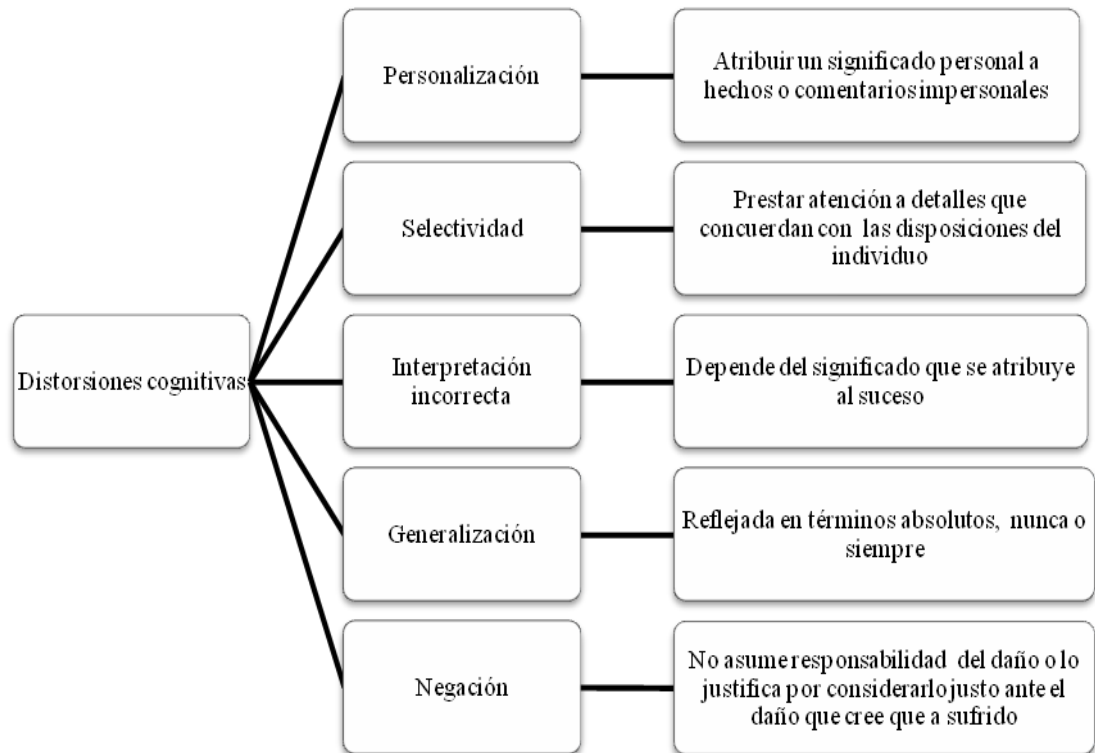 Personalización
Atribuir un significado personal a
hechos o comentarios impersonales
Selectividad
Prestar atención a detalles que
concuerdan con las disposiciones del
individuo
Distorsiones cognitivas
Interpretación
incorrecta
Depende del significado que se atribuye
al suceso
Generalización
Reflejada en términos absolutos, nunca o
siempre
Negación
No asume responsabilidad del daño o lo
justifica por considerarlo justo ante el
daño que cree que a sufrido